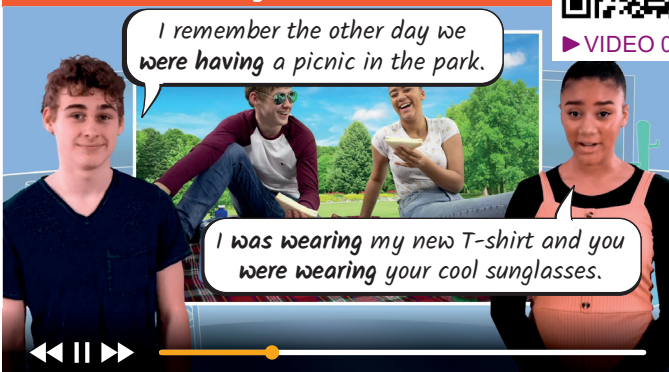 I remember the other day we
were having a picnic in the park.
▶ VIDEO
I was wearing my new T-shirt and you
were wearing your cool sunglasses.